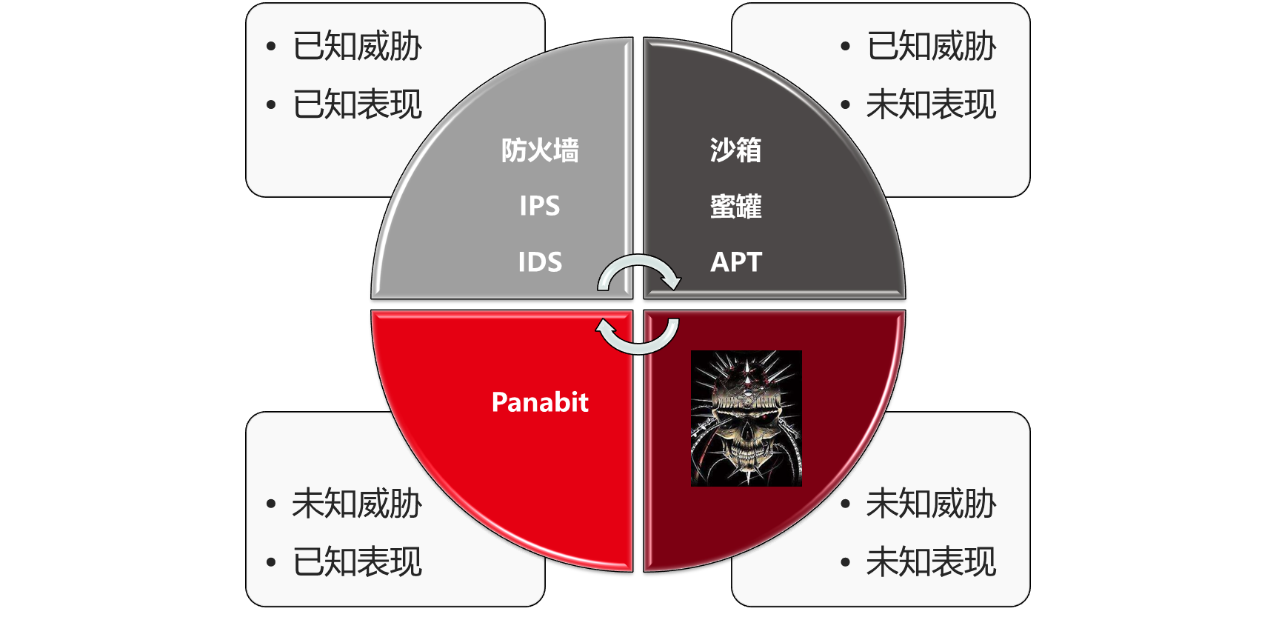 • 已知威胁
• 已知表现
• 已知威胁
• 未知表现
防火墙
IPS
IDS
沙箱
蜜罐
APT
Panabit
• 未知威胁
• 已知表现
• 未知威胁
• 未知表现